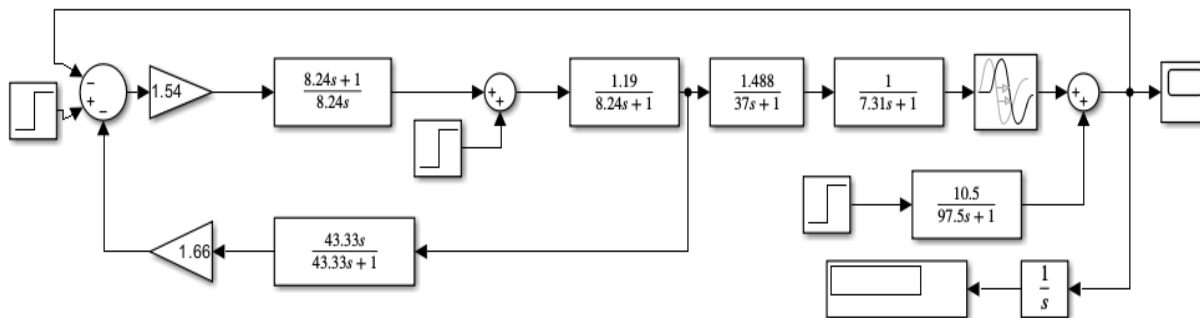 −
+
−
1.54
8.24s + 1
8.24s
+
+
1.19
8.24s + 1
1.488
37s + 1
1
7.31s + 1
+
+
10.5
97.5s + 1
1.66
43.33s
43.33s + 1
1
s